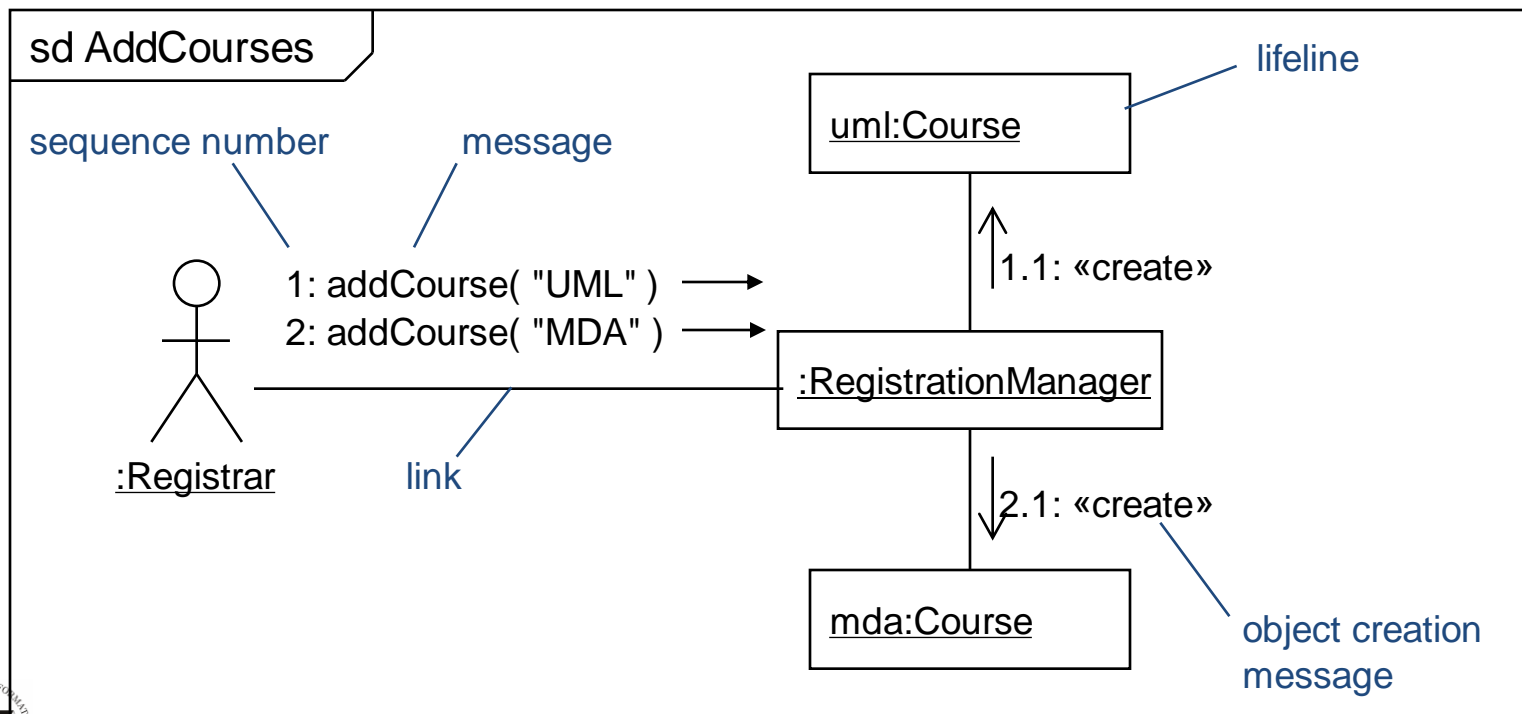 sd AddCourses
lifeline
uml:Course
sequence number
message
1.1: «create»
1: addCourse( "UML" )
2: addCourse( "MDA" )
:RegistrationManager
:Registrar
link
2.1: «create»
mda:Course
object creation
message